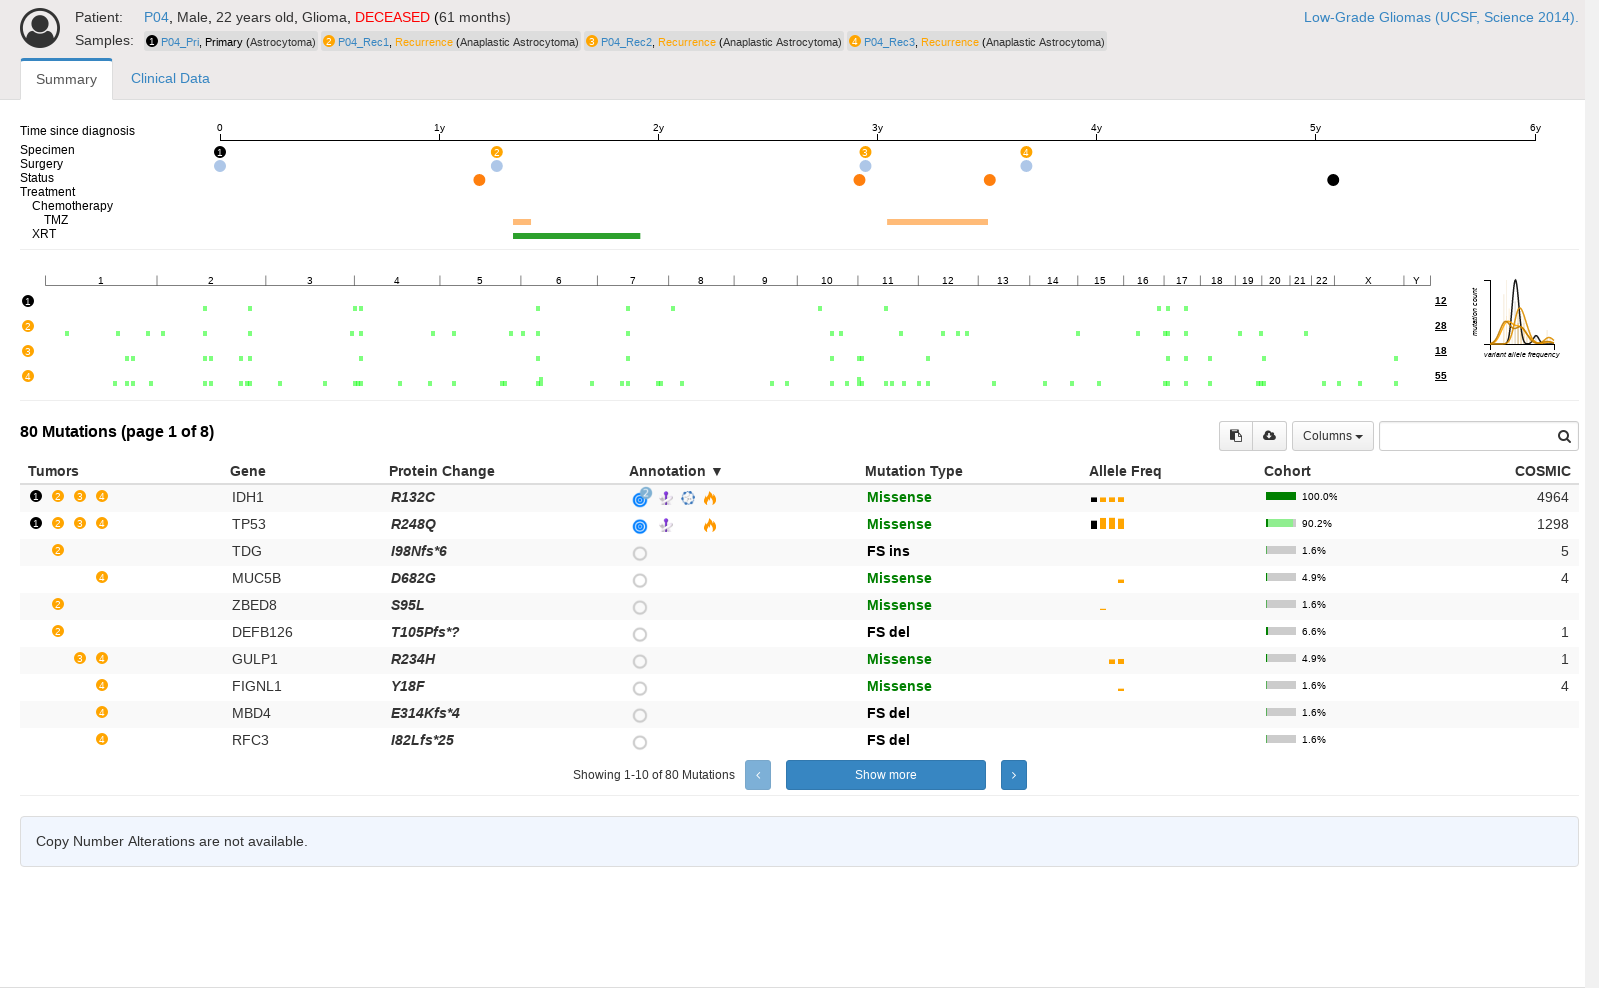 Patient: P04, Male, 22 years old, Glioma, DECEASED (61 months) Low-Grade Gliomas (UCSF, Science 2014).
Samples: 1 P04_Pri, Primary (Astrocytoma) 2 P04_Rec1, Recurrence (Anaplastic Astrocytoma) 3 P04_Rec2, Recurrence (Anaplastic Astrocytoma) 4 P04_Rec3, Recurrence (Anaplastic Astrocytoma)
Summary Clinical Data
Time since diagnosis 0 1y 2y 3y 4y 5y 6y
Specimen 1 2 3 4
Surgery
Status
Treatment
Chemotherapy
TMZ
XRT
1 2 3 4 5 6 7 8 9 10 11 12 13 14 15 16 17 18 19 20 21 22 X Y
1 12
2 28
3 18
4 55
mutation count
variant allele frequency
80 Mutations (page 1 of 8) Columns
Tumors Gene Protein Change Annotation ▼ Mutation Type Allele Freq Cohort COSMIC
1 2 3 4 IDH1 R132C 2 Missense 100.0% 4964
1 2 3 4 TP53 R248Q Missense 90.2% 1298
2 TDG I98Nfs*6 FS ins 1.6% 5
4 MUC5B D682G Missense 4.9% 4
2 ZBED8 S95L Missense 1.6%
2 DEFB126 T105Pfs*? FS del 6.6% 1
3 4 GULP1 R234H Missense 4.9% 1
4 FIGNL1 Y18F Missense 1.6% 4
4 MBD4 E314Kfs*4 FS del 1.6%
4 RFC3 I82Lfs*25 FS del 1.6%
Showing 1-10 of 80 Mutations ‹ Show more ›
Copy Number Alterations are not available.